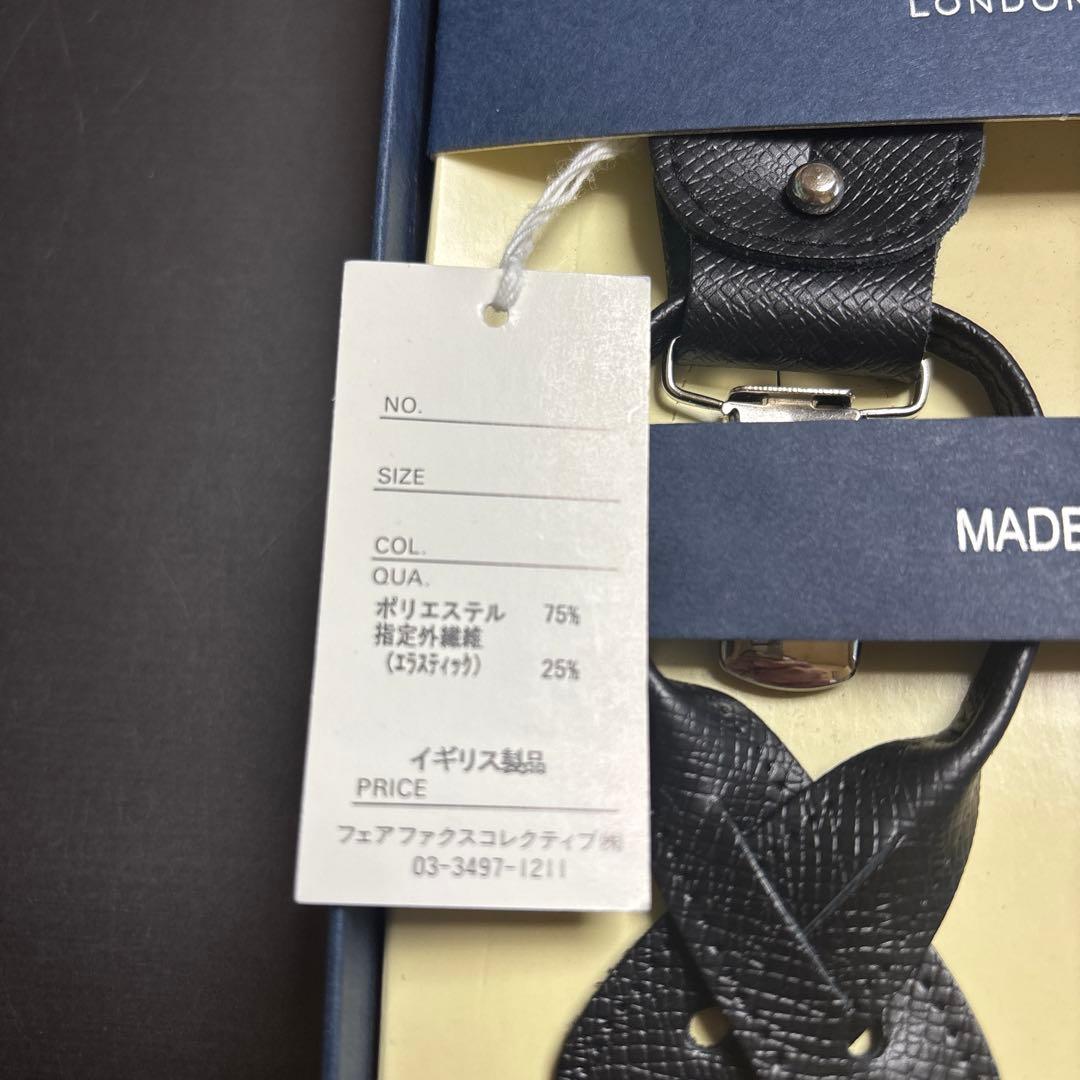 LONDON
NO.
SIZE
COL.
QUA.
ポリエステル 75%
指定外繊維
(エラスティック) 25%
イギリス製品
PRICE
フェアファクスコレクティブ㈱
03-3497-1211
MADE